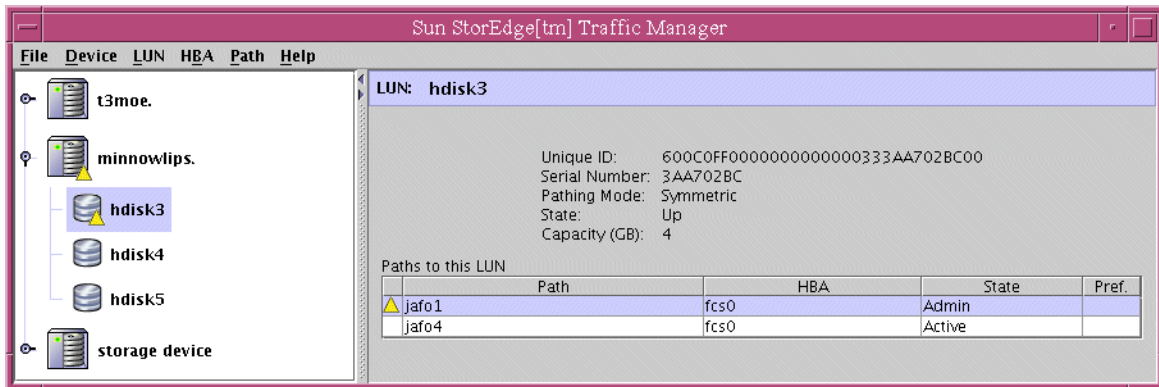 Sun StorEdge[tm] Traffic Manager
File Device LUN HBA Path Help
t3moe.
minnowlips.
hdisk3
hdisk4
hdisk5
storage device
LUN: hdisk3
Unique ID: 600C0FF0000000000000333AA702BC00
Serial Number: 3AA702BC
Pathing Mode: Symmetric
State: Up
Capacity (GB): 4
Paths to this LUN
Path HBA State Pref.
jafo1 fcs0 Admin
jafo4 fcs0 Active